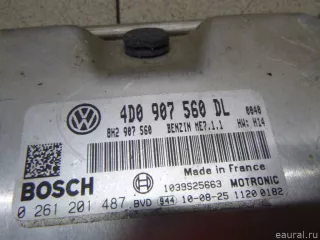 4D0 907 560 DL 0040
8H2 907 560 BENZIN ME7.1.1 HW: H14
Made in France
BOSCH 1039S25663 MOTRONIC
0 261 201 487 BVD 944 10-08-25 1120 0182
eaural.ru